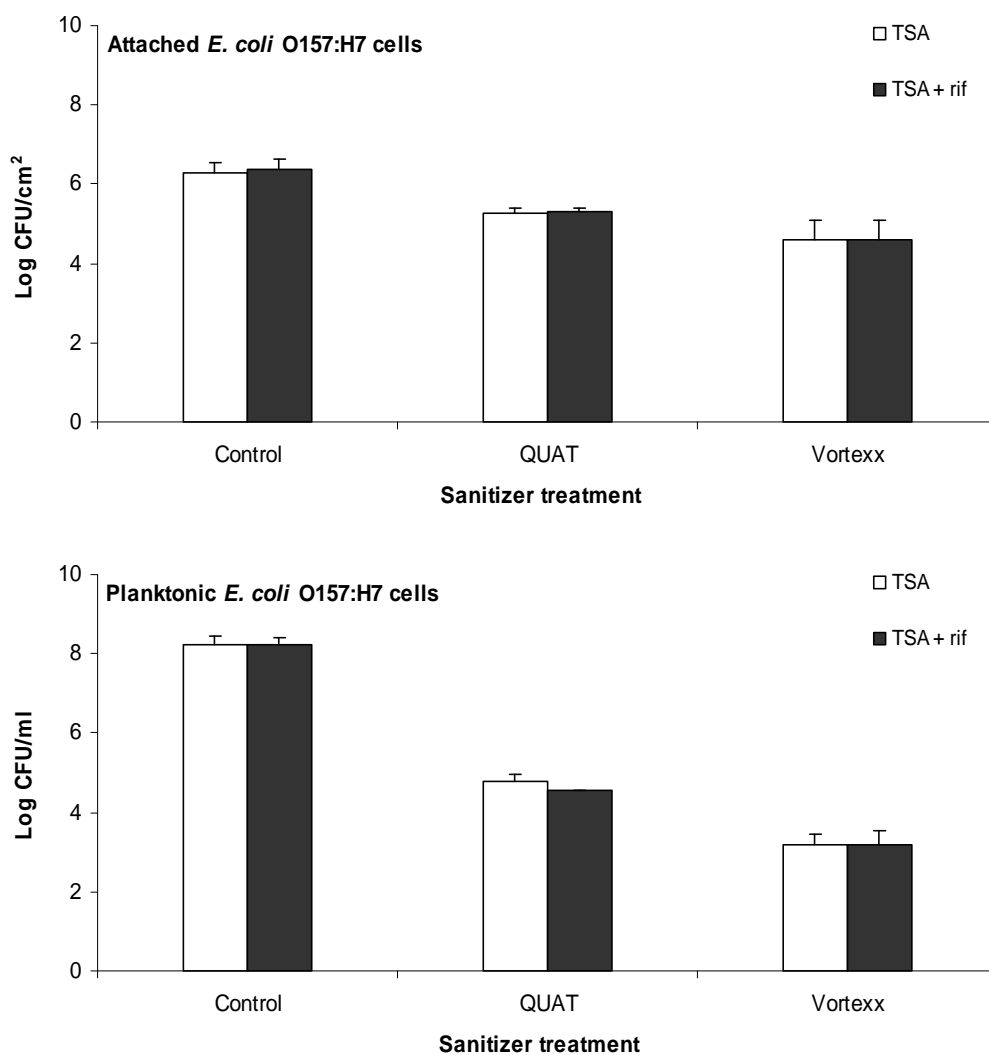 Attached E. coli O157:H7 cells
TSA
TSA + rif
10
8
6
4
2
0
Log CFU/cm²
Control QUAT Vortexx
Sanitizer treatment
Planktonic E. coli O157:H7 cells
TSA
TSA + rif
10
8
6
4
2
0
Log CFU/ml
Control QUAT Vortexx
Sanitizer treatment